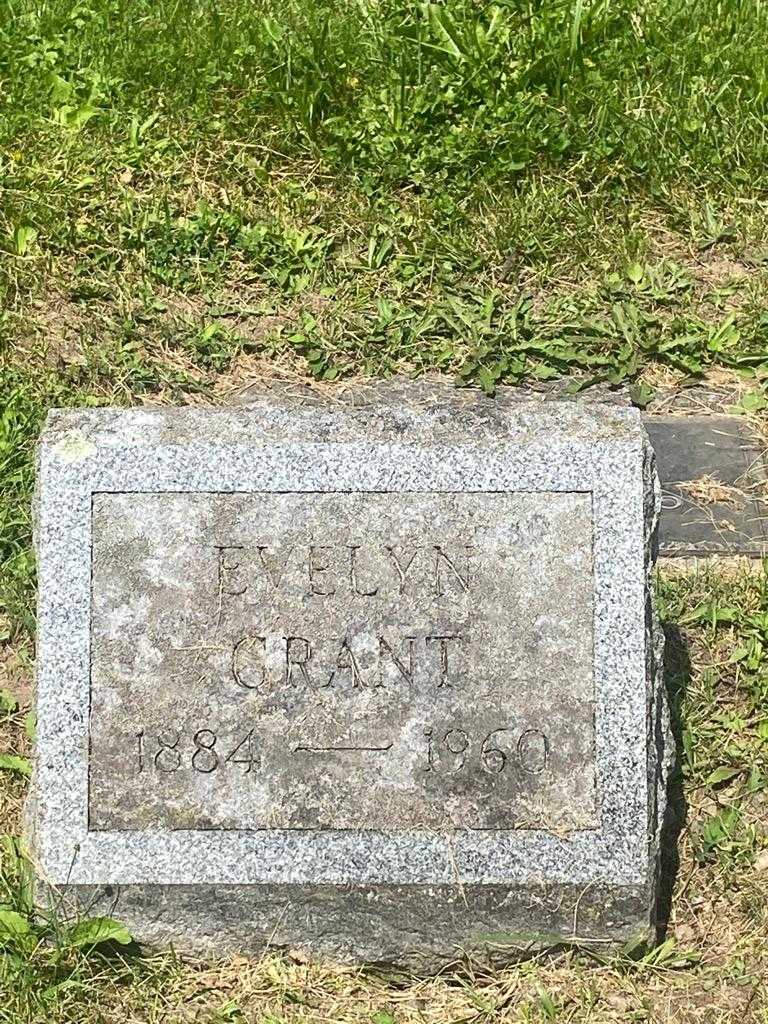 EVELYN
GRANT
1884 — 1960